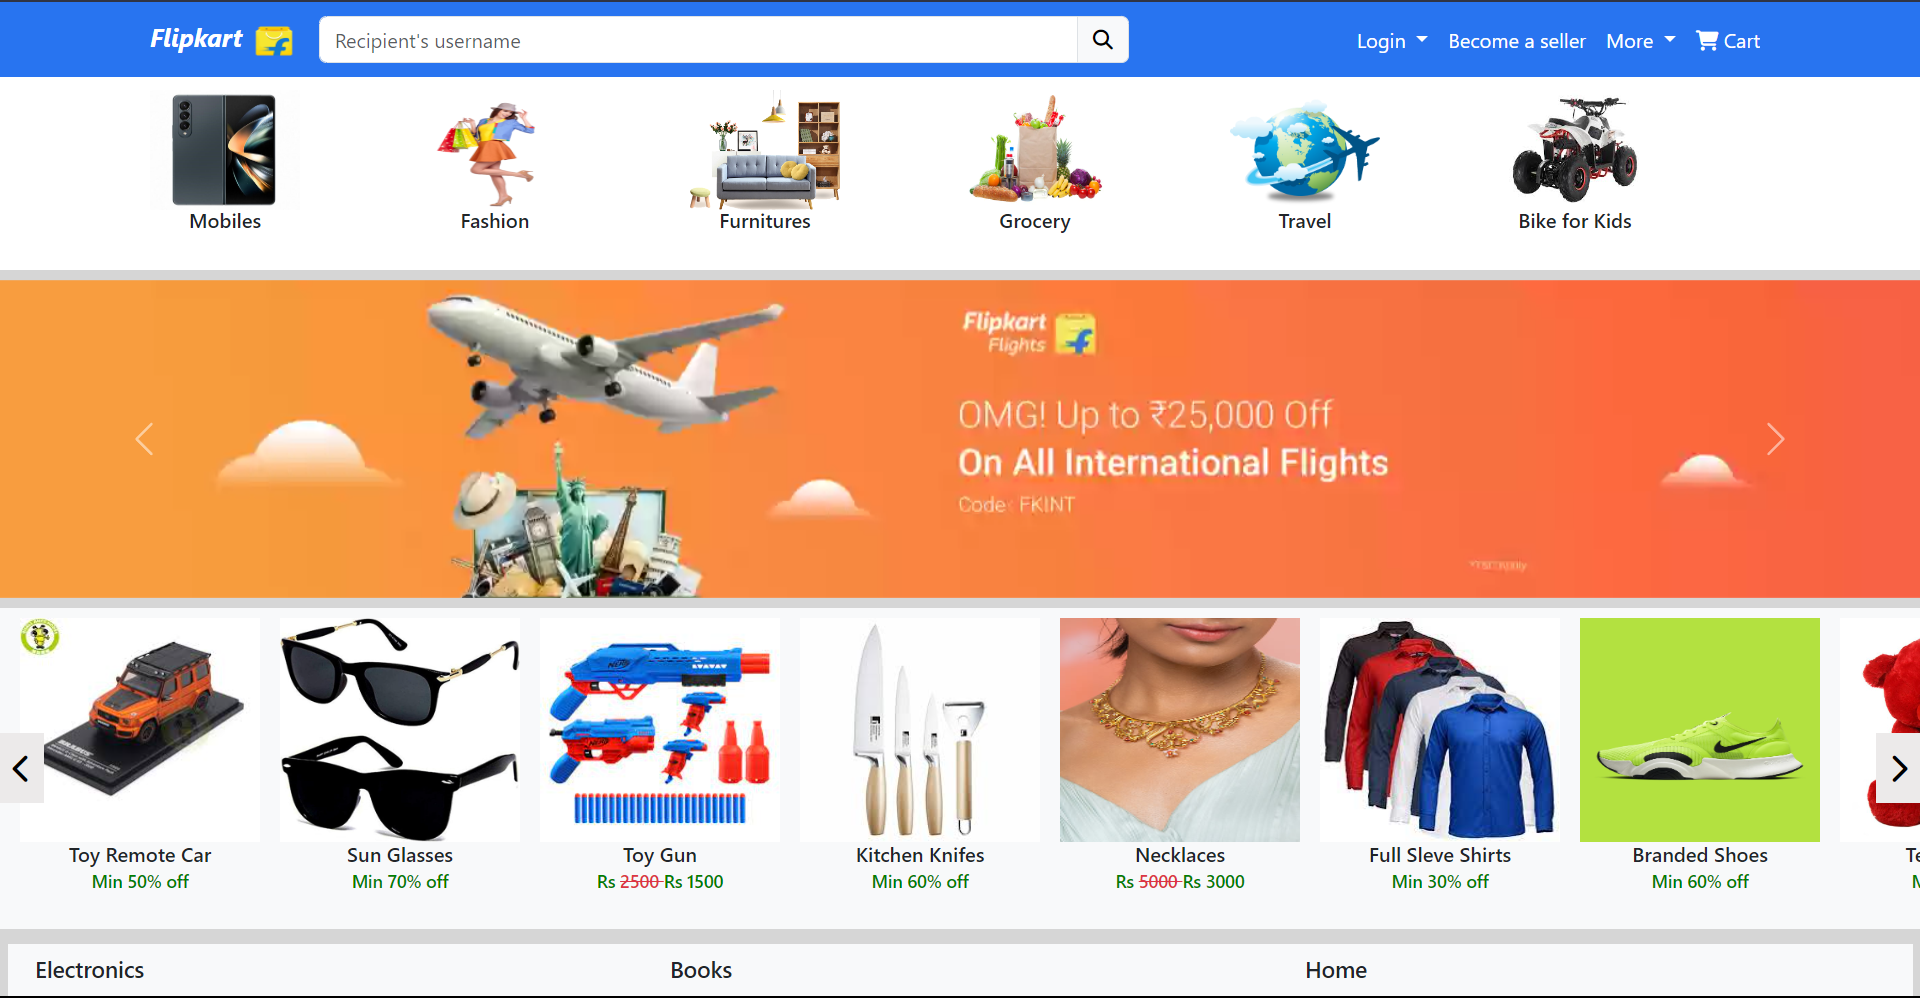 Flipkart
Recipient's username
Login
Become a seller
More
Cart
Mobiles
Fashion
Furnitures
Grocery
Travel
Bike for Kids
Flipkart
Flights
OMG! Up to ₹25,000 Off
On All International Flights
Code: FKINT
Toy Remote Car
Min 50% off
Sun Glasses
Min 70% off
NERF
Toy Gun
Rs 2500 Rs 1500
Kitchen Knifes
Min 60% off
Necklaces
Rs 5000 Rs 3000
Full Sleve Shirts
Min 30% off
Branded Shoes
Min 60% off
Electronics
Books
Home